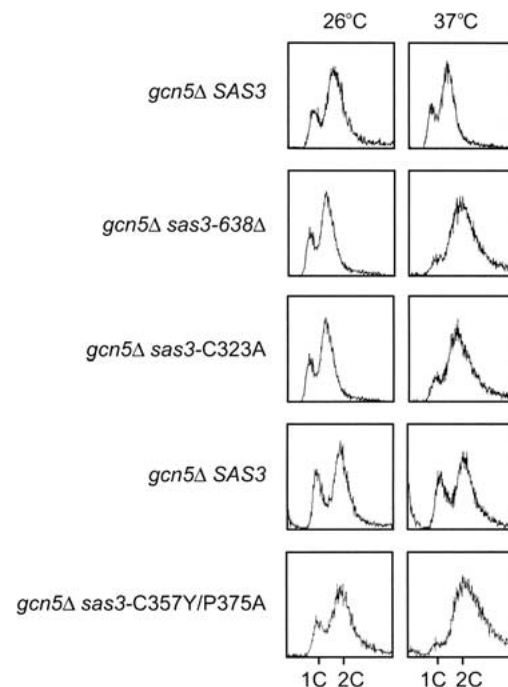 26°C 37°C
gcn5Δ SAS3
gcn5Δ sas3-638Δ
gcn5Δ sas3-C323A
gcn5Δ SAS3
gcn5Δ sas3-C357Y/P375A
1C 2C 1C 2C